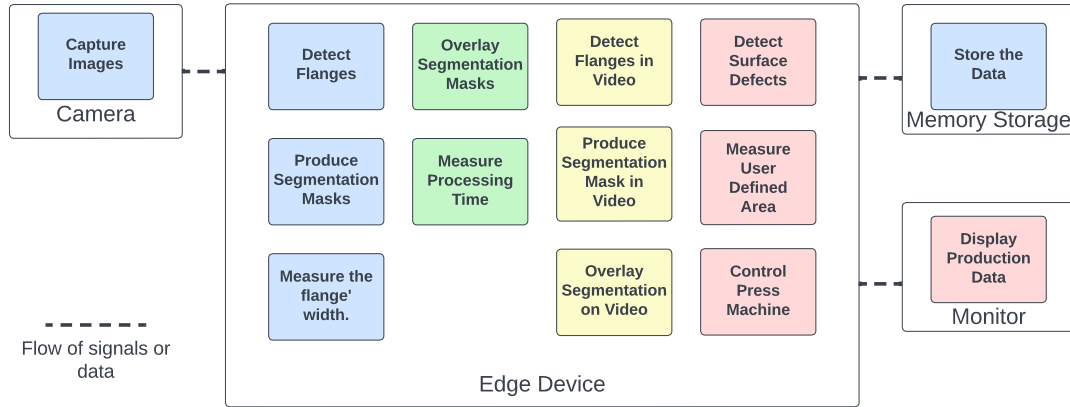 Capture
Images
Camera
Detect
Flanges
Overlay
Segmentation
Masks
Detect
Flanges in
Video
Detect
Surface
Defects
Produce
Segmentation
Masks
Measure
Processing
Time
Produce
Segmentation
Mask in
Video
Measure
User
Defined
Area
Measure the
flange'
width.
Overlay
Segmentation
on Video
Control
Press
Machine
Edge Device
Store the
Data
Memory Storage
Display
Production
Data
Monitor
Flow of signals or
data